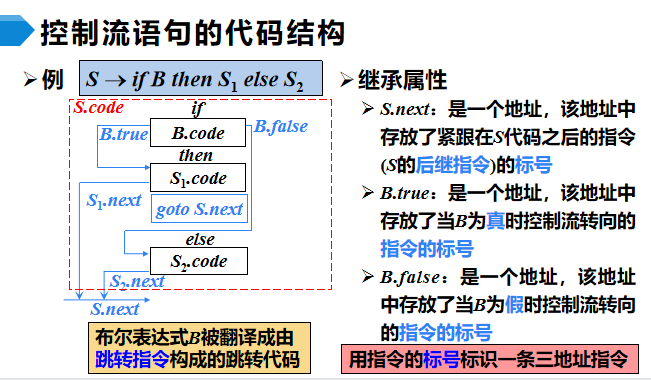 控制流语句的代码结构
➢例 S → if B then S₁ else S₂
S.code
if
B.true
B.code
B.false
then
S₁.code
S₁.next
goto S.next
else
S₂.code
S₂.next
S.next
布尔表达式B被翻译成由
跳转指令构成的跳转代码
➢继承属性
➢ S.next：是一个地址，该地址中
存放了紧跟在S代码之后的指令
(S的后继指令)的标号
➢ B.true：是一个地址，该地址中
存放了当B为真时控制流转向的
指令的标号
➢ B.false：是一个地址，该地址
中存放了当B为假时控制流转向
的指令的标号
用指令的标号标识一条三地址指令